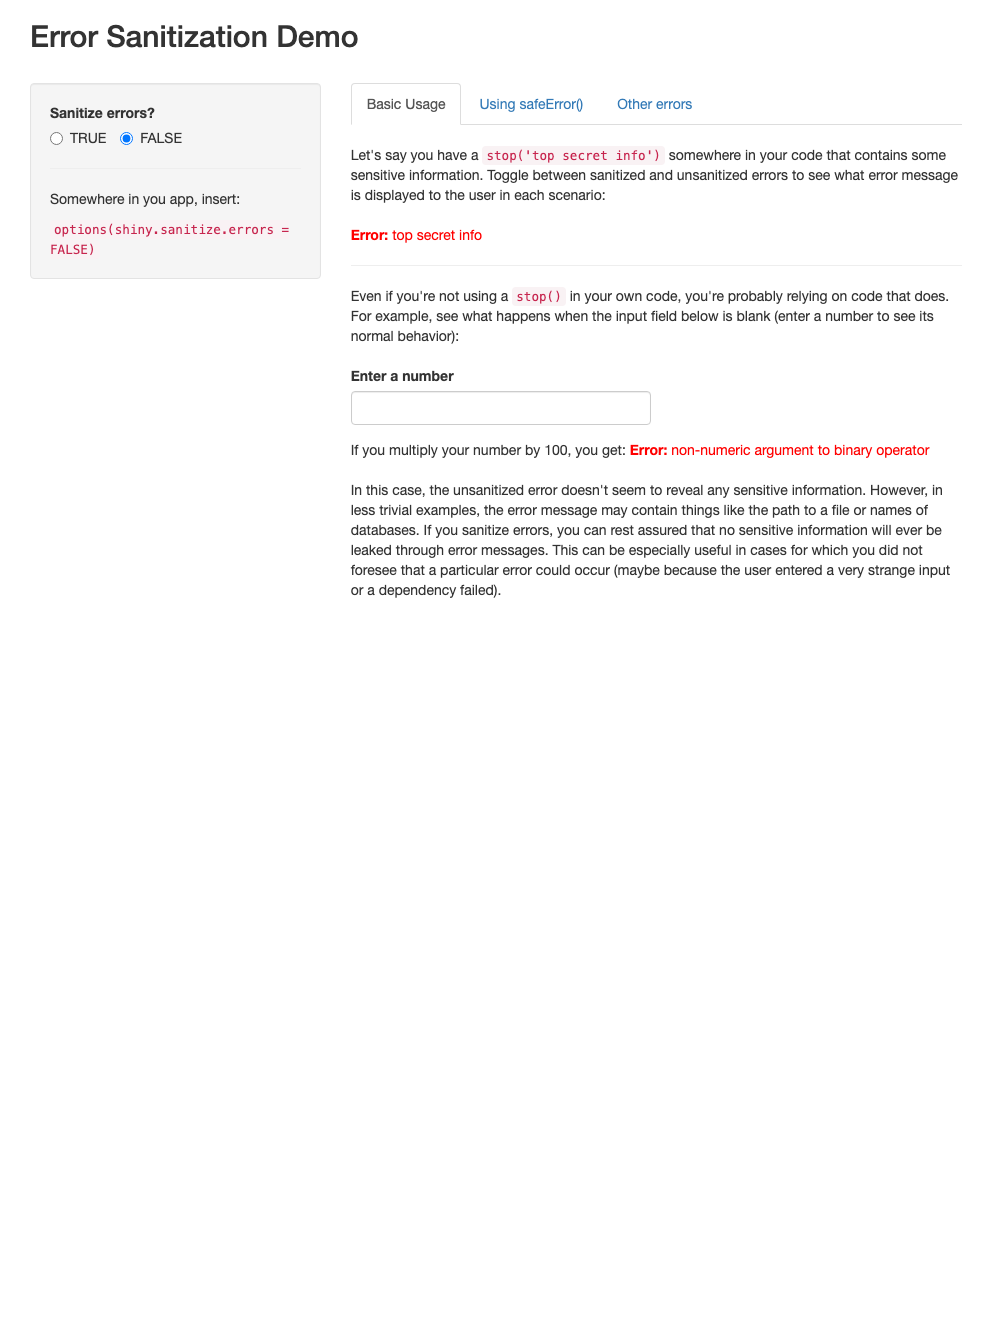 Error Sanitization Demo
Sanitize errors?
TRUE FALSE
Somewhere in you app, insert:
options(shiny.sanitize.errors =
FALSE)
Basic Usage Using safeError() Other errors
Let's say you have a stop('top secret info') somewhere in your code that contains some
sensitive information. Toggle between sanitized and unsanitized errors to see what error message
is displayed to the user in each scenario:
Error: top secret info
Even if you're not using a stop() in your own code, you're probably relying on code that does.
For example, see what happens when the input field below is blank (enter a number to see its
normal behavior):
Enter a number
If you multiply your number by 100, you get: Error: non-numeric argument to binary operator
In this case, the unsanitized error doesn't seem to reveal any sensitive information. However, in
less trivial examples, the error message may contain things like the path to a file or names of
databases. If you sanitize errors, you can rest assured that no sensitive information will ever be
leaked through error messages. This can be especially useful in cases for which you did not
foresee that a particular error could occur (maybe because the user entered a very strange input
or a dependency failed).